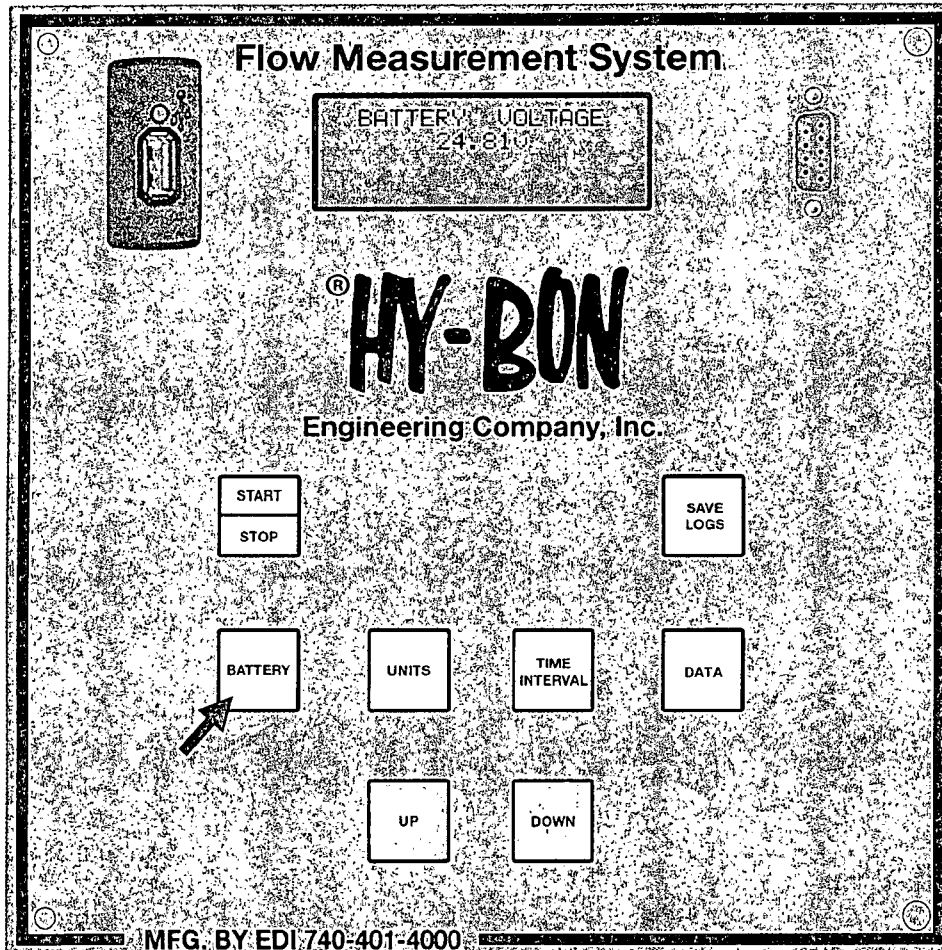 Flow Measurement System
BATTERY VOLTAGE
24.81V
®HY-BON
Engineering Company, Inc.
START
STOP
SAVE
LOGS
BATTERY
UNITS
TIME
INTERVAL
DATA
UP
DOWN
MFG. BY EDI 740-401-4000